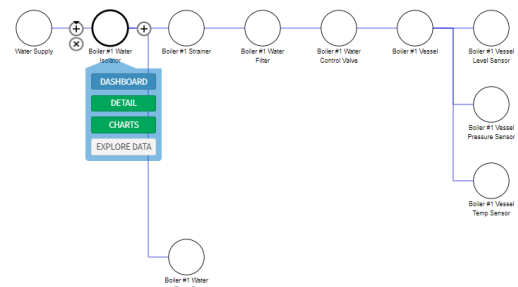 Water Supply
Boiler #1 Water
Isolator
Boiler #1 Strainer
Boiler #1 Water
Filter
Boiler #1 Water
Control Valve
Boiler #1 Vessel
Boiler #1 Vessel
Level Sensor
DASHBOARD
DETAIL
CHARTS
EXPLORE DATA
Boiler #1 Vessel
Pressure Sensor
Boiler #1 Vessel
Temp Sensor
Boiler #1 Water